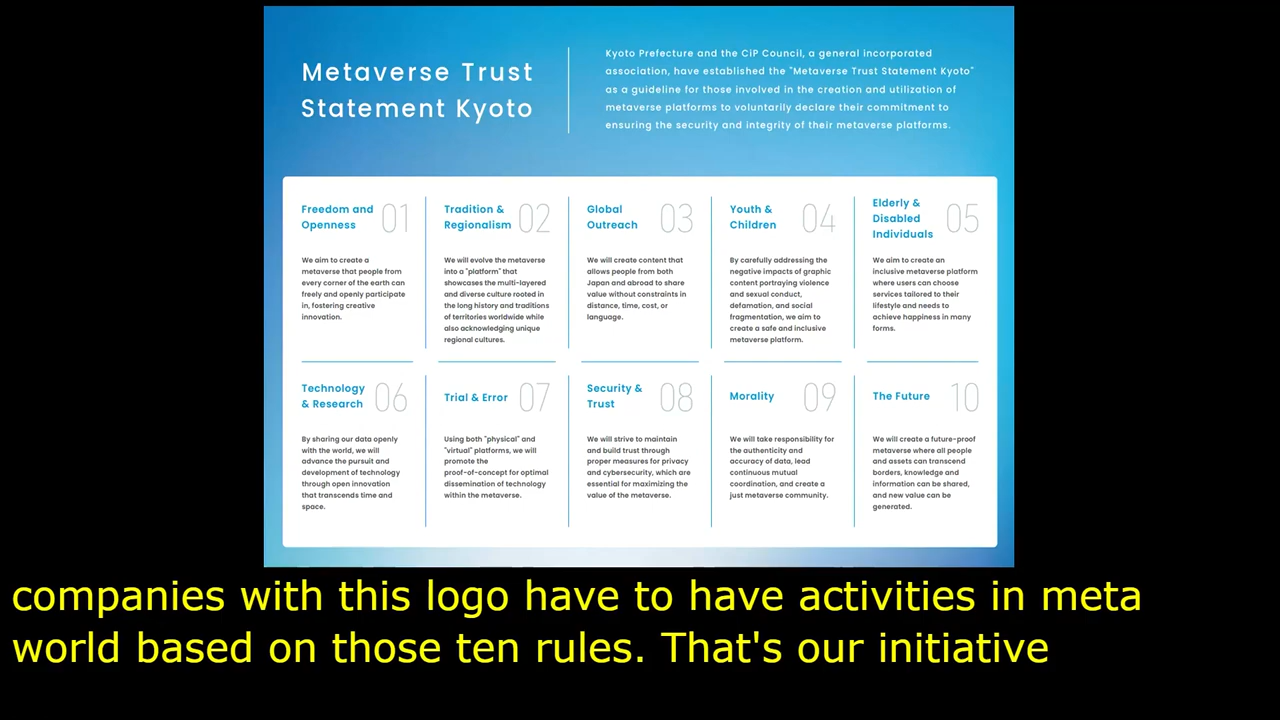 Metaverse Trust
Statement Kyoto
Kyoto Prefecture and the CiP Council, a general incorporated
association, have established the "Metaverse Trust Statement Kyoto"
as a guideline for those involved in the creation and utilization of
metaverse platforms to voluntarily declare their commitment to
ensuring the security and integrity of their metaverse platforms.
Freedom and
Openness
01
We aim to create a
metaverse that people from
every corner of the earth can
freely and openly participate
in, fostering creative
innovation.
Tradition &
Regionalism
02
We will evolve the metaverse
into a "platform" that
showcases the multi-layered
and diverse culture rooted in
the long history and traditions
of territories worldwide while
also acknowledging unique
regional cultures.
Global
Outreach
03
We will create content that
allows people from both
Japan and abroad to share
value without constraints in
distance, time, cost, or
language.
Youth &
Children
04
By carefully addressing the
negative impacts of graphic
content portraying violence
and sexual conduct,
defamation, and social
fragmentation, we aim to
create a safe and inclusive
metaverse platform.
Elderly &
Disabled
Individuals
05
We aim to create an
inclusive metaverse platform
where users can choose
services tailored to their
lifestyle and needs to
achieve happiness in many
forms.
Technology
& Research
06
By sharing our data openly
with the world, we will
advance the pursuit and
development of technology
through open innovation
that transcends time and
space.
Trial & Error
07
Using both "physical" and
"virtual" platforms, we will
promote the
proof-of-concept for optimal
dissemination of technology
within the metaverse.
Security &
Trust
08
We will strive to maintain
and build trust through
proper measures for privacy
and cybersecurity, which are
essential for maximizing the
value of the metaverse.
Morality
09
We will take responsibility for
the authenticity and
accuracy of data, lead
continuous mutual
coordination, and create a
just metaverse community.
The Future
10
We will create a future-proof
metaverse where all people
and assets can transcend
borders, knowledge and
information can be shared,
and new value can be
generated.
companies with this logo have to have activities in meta
world based on those ten rules. That's our initiative